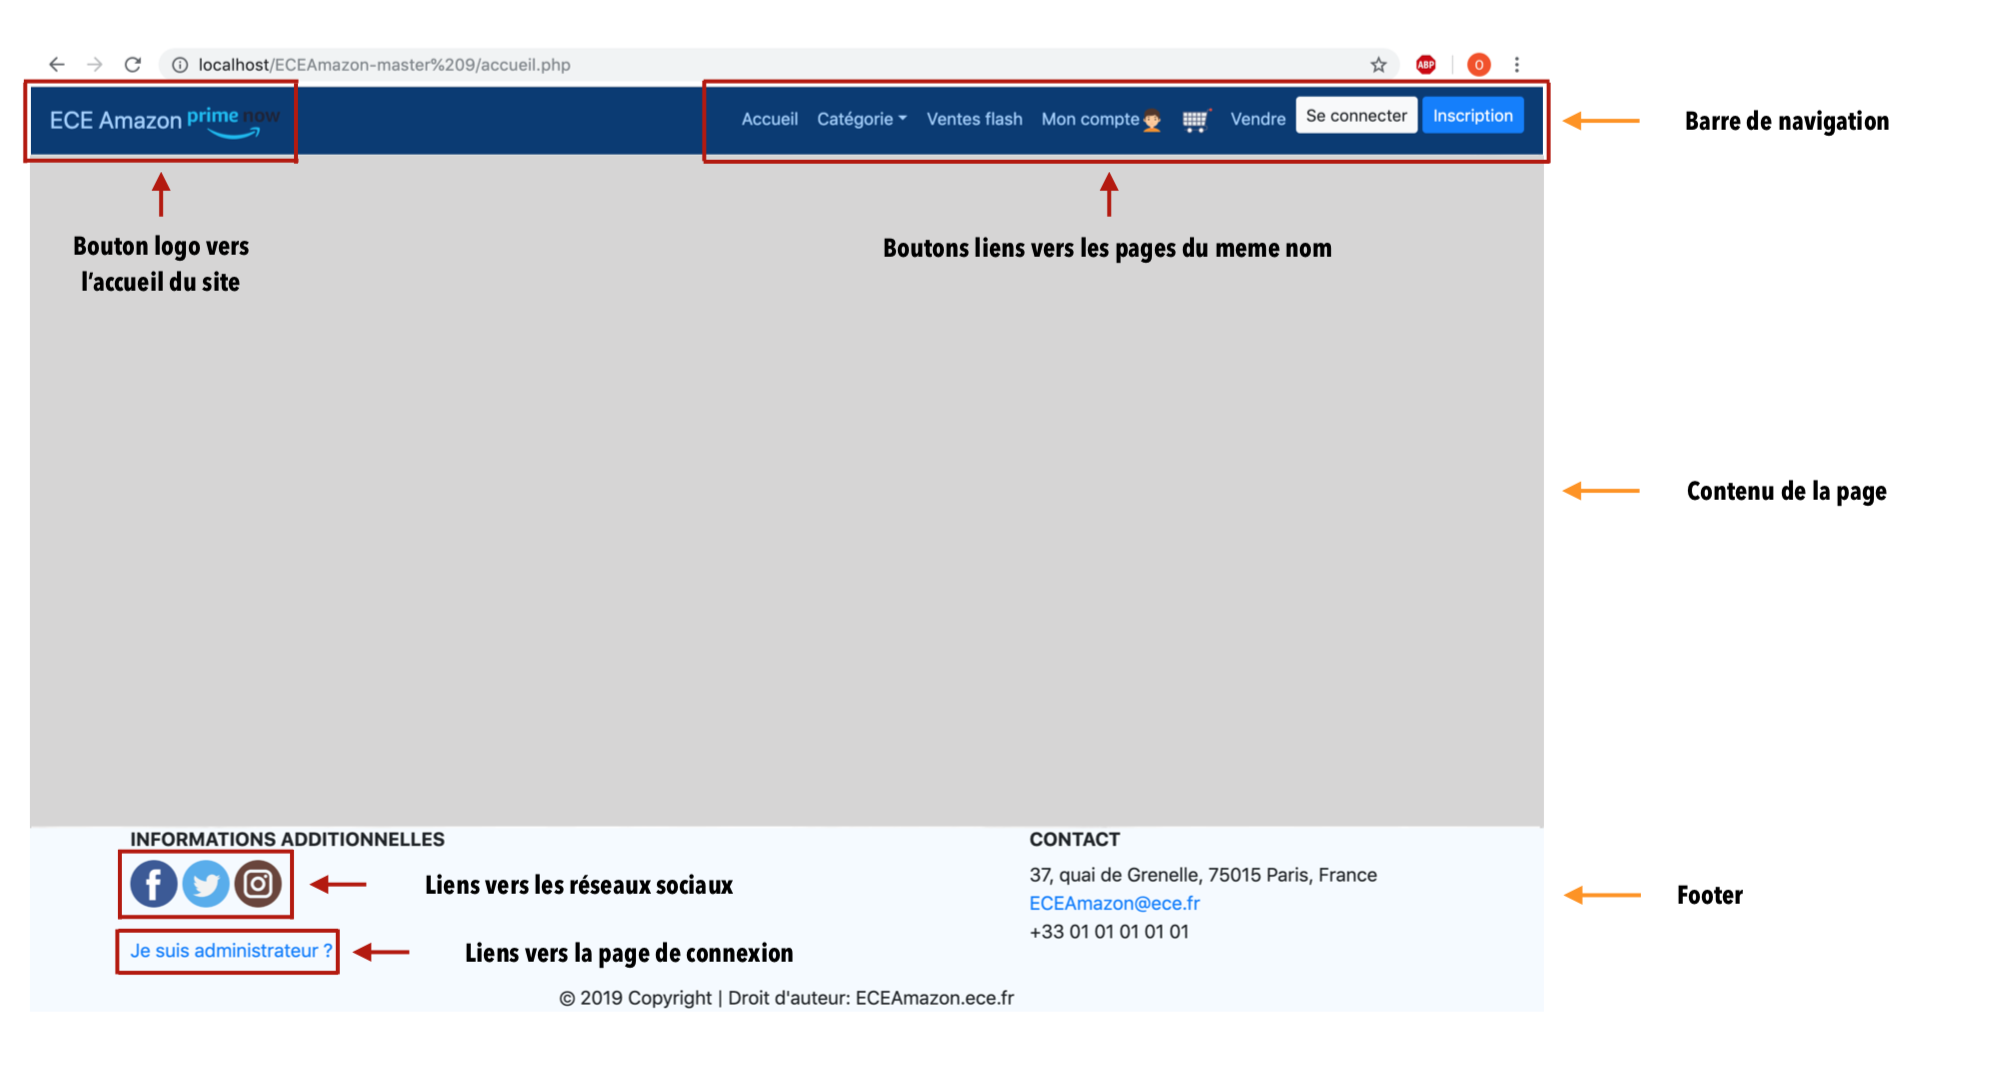 localhost/ECEAmazon-master%209/accueil.php
ABP
O
ECE Amazon prime now
Accueil Catégorie Ventes flash Mon compte Vendre Se connecter Inscription
Barre de navigation
Bouton logo vers
l'accueil du site
Boutons liens vers les pages du meme nom
Contenu de la page
INFORMATIONS ADDITIONNELLES
Liens vers les réseaux sociaux
Je suis administrateur ?
Liens vers la page de connexion
CONTACT
37, quai de Grenelle, 75015 Paris, France
ECEAmazon@ece.fr
+33 01 01 01 01 01
Footer
© 2019 Copyright | Droit d'auteur: ECEAmazon.ece.fr